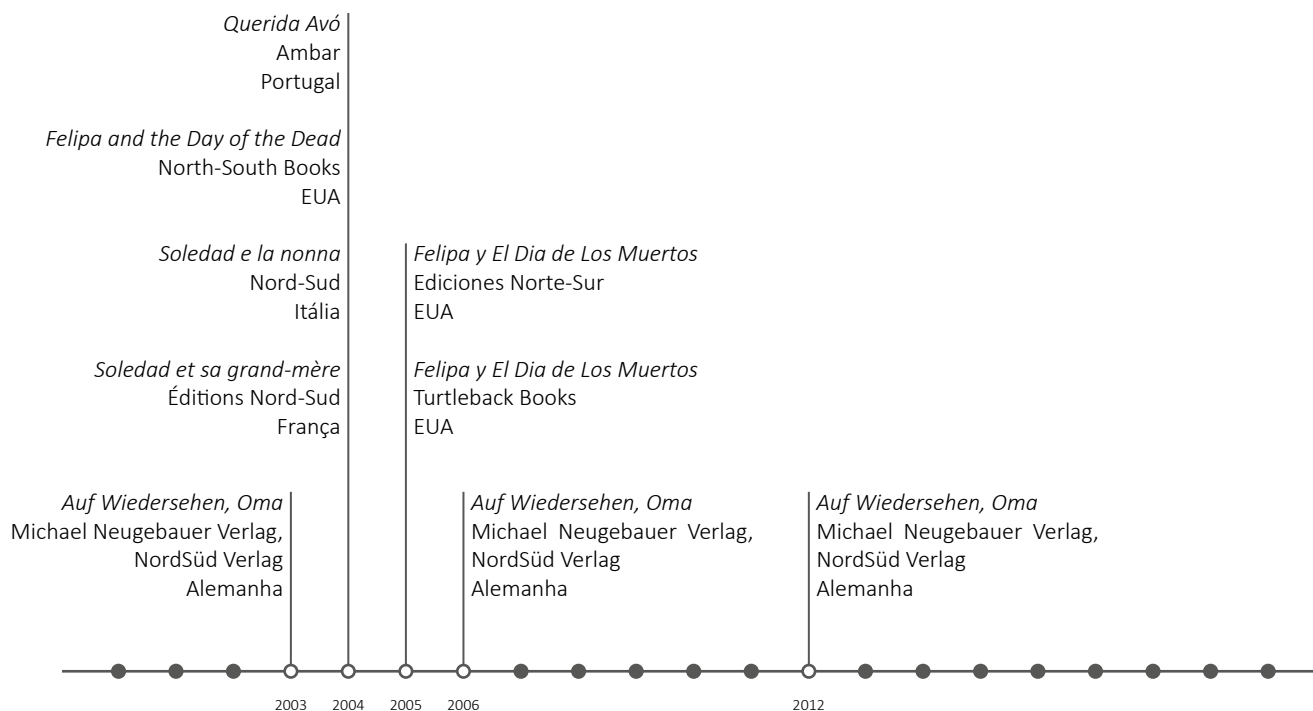 Querida Avó
Ambar
Portugal
Felipa and the Day of the Dead
North-South Books
EUA
Soledad e la nonna
Nord-Sud
Itália
Soledad et sa grand-mère
Éditions Nord-Sud
França
Felipa y El Dia de Los Muertos
Ediciones Norte-Sur
EUA
Felipa y El Dia de Los Muertos
Turtleback Books
EUA
Auf Wiedersehen, Oma
Michael Neugebauer Verlag,
NordSüd Verlag
Alemanha
Auf Wiedersehen, Oma
Michael Neugebauer Verlag,
NordSüd Verlag
Alemanha
Auf Wiedersehen, Oma
Michael Neugebauer Verlag,
NordSüd Verlag
Alemanha
2003 2004 2005 2006 2012